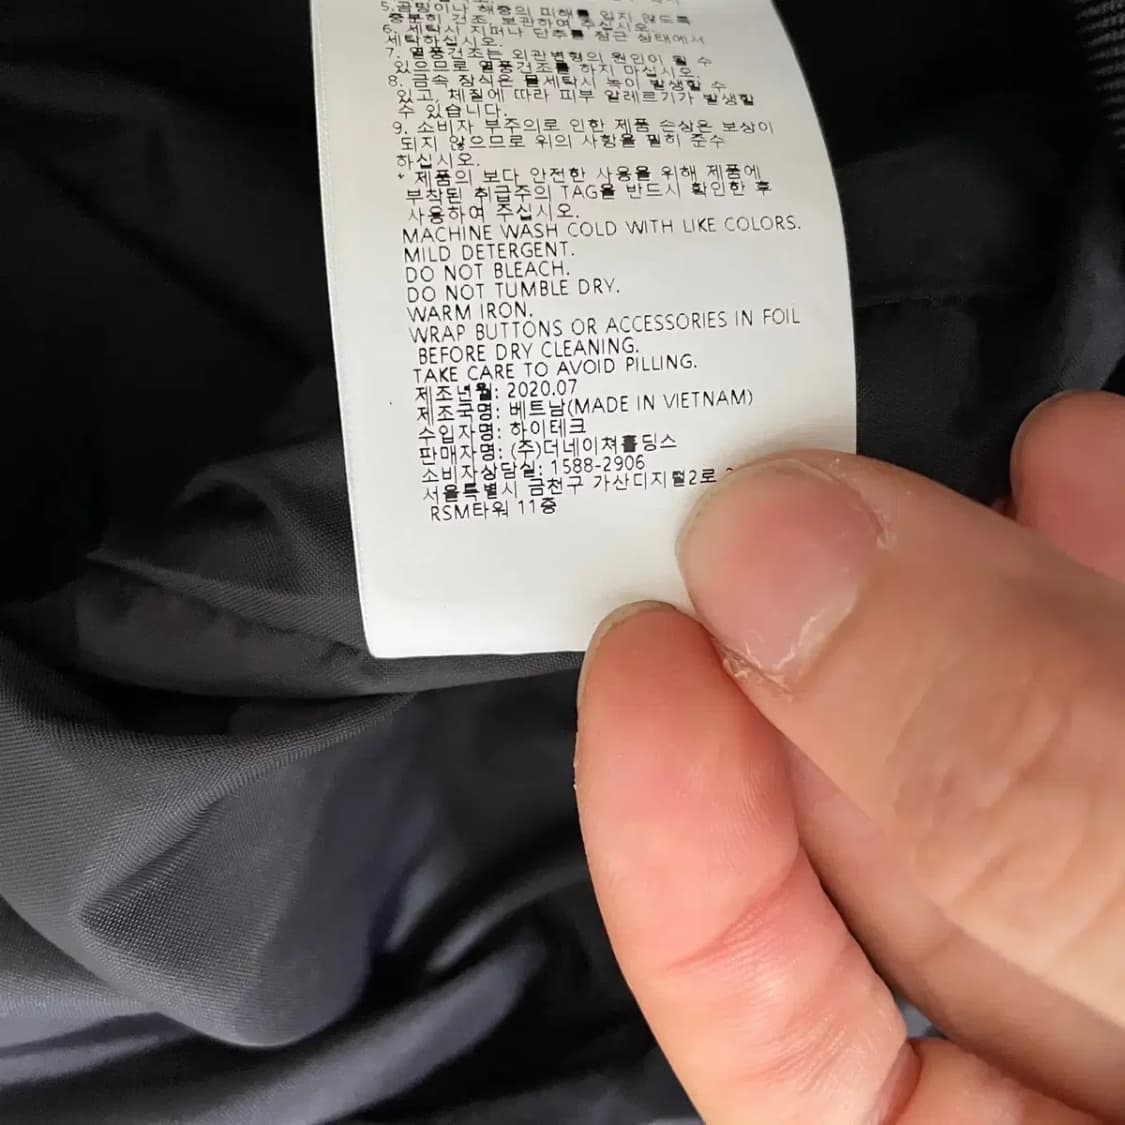 5.곰팡이나 해충의 피해를 입지 않도록
충분히 건조, 보관하여 주십시오.
6. 세탁시 지퍼나 단추를 잠근 상태에서
세탁하십시오.
7. 열풍건조는 외관변형의 원인이 될 수
있으므로 열풍건조를 하지 마십시오.
8. 금속 장식은 물세탁시 녹이 발생할 수
있고, 체질에 따라 피부 알레르기가 발생할
수 있습니다.
9. 소비자 부주의로 인한 제품 손상은 보상이
되지 않으므로 위의 사항을 필히 준수
하십시오.
* 제품의 보다 안전한 사용을 위해 제품에
부착된 취급주의 TAG을 반드시 확인한 후
사용하여 주십시오.
MACHINE WASH COLD WITH LIKE COLORS.
MILD DETERGENT.
DO NOT BLEACH.
DO NOT TUMBLE DRY.
WARM IRON.
WRAP BUTTONS OR ACCESSORIES IN FOIL
BEFORE DRY CLEANING.
TAKE CARE TO AVOID PILLING.
제조년월: 2020.07
제조국명: 베트남(MADE IN VIETNAM)
수입자명: 하이테크
판매자명: (주)더네이쳐홀딩스
소비자상담실: 1588-2906
서울특별시 금천구 가산디지털2로
RSM타워 11층